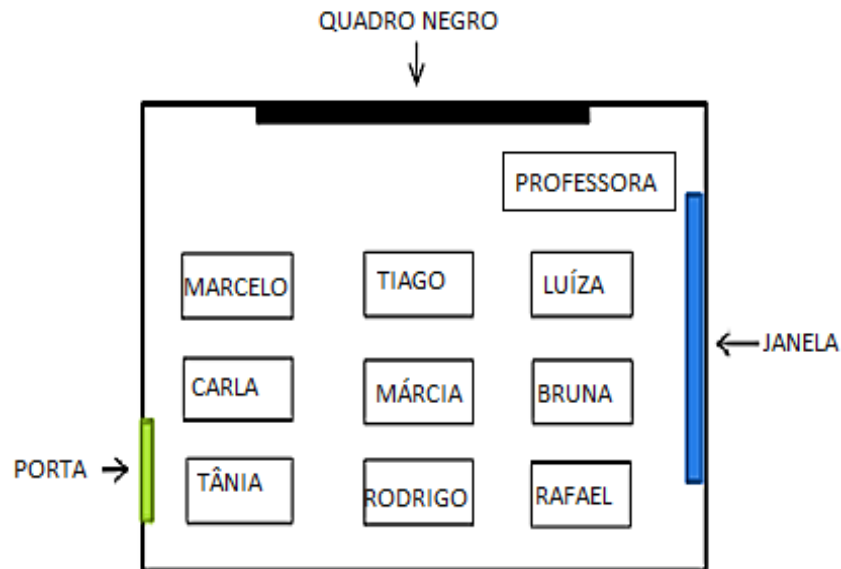 QUADRO NEGRO
PROFESSORA
MARCELO
TIAGO
LUÍZA
JANELA
CARLA
MÁRCIA
BRUNA
PORTA
TÂNIA
RODRIGO
RAFAEL